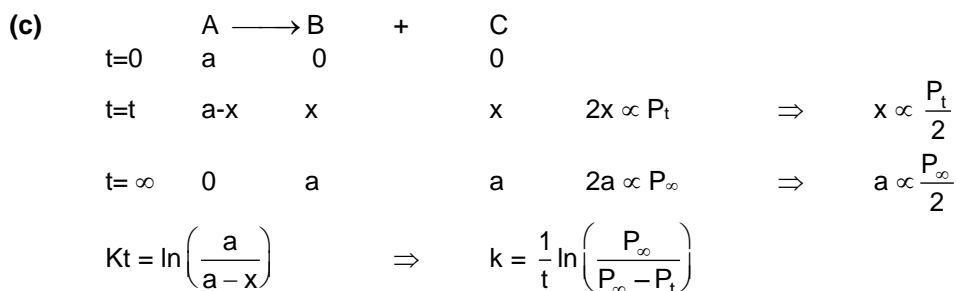 (c) A ⟶ B + C
t=0 a 0 0
t=t a-x x x 2x ∝ Pₜ ⇒ x ∝ Pₜ/2
t= ∞ 0 a a 2a ∝ P∞ ⇒ a ∝ P∞/2
Kt = ln(a/(a – x)) ⇒ k = 1/t ln(P∞/(P∞ – Pₜ))